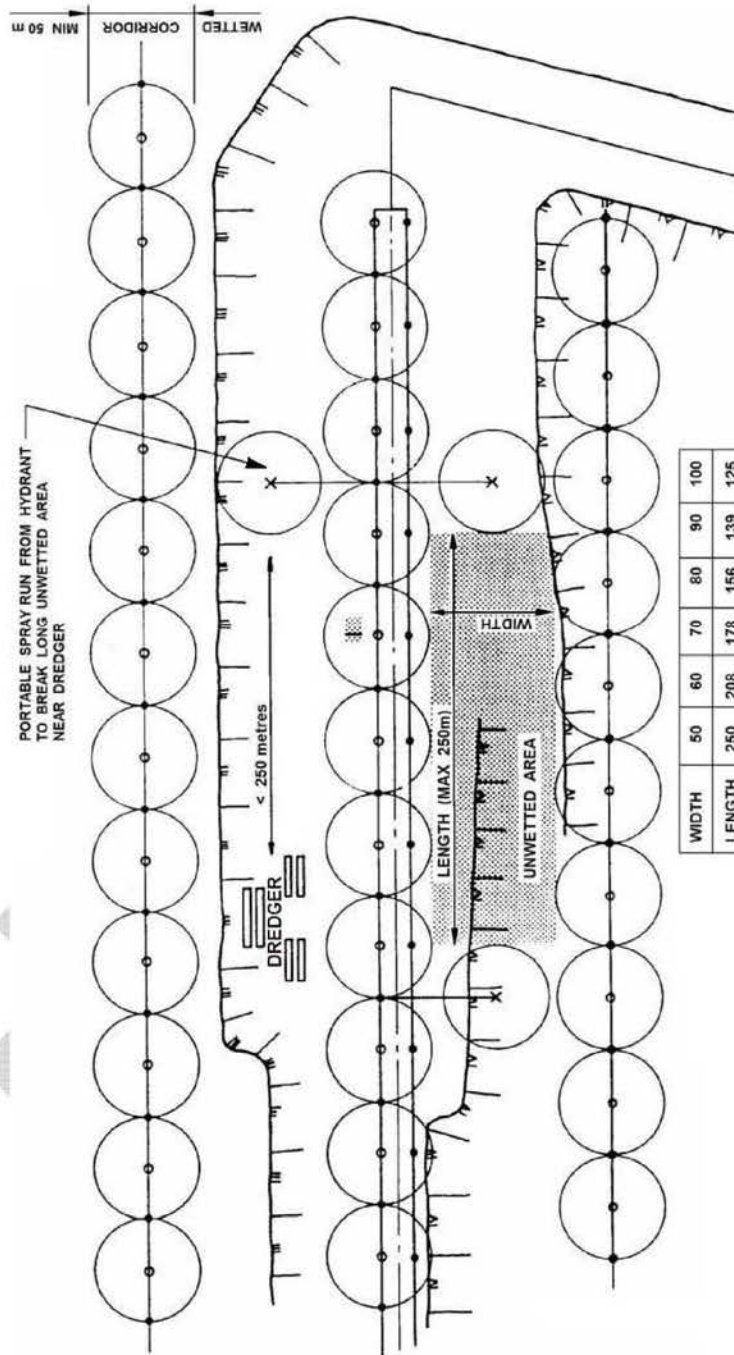 WETTED
CORRIDOR
MIN 50 m
PORTABLE SPRAY RUN FROM HYDRANT
TO BREAK LONG UNWETTED AREA
NEAR DREDGER
< 250 metres
DREDGER
LENGTH (MAX 250m)
WIDTH
UNWETTED AREA
WIDTH 50 60 70 80 90 100
LENGTH 250 208 178 156 139 125